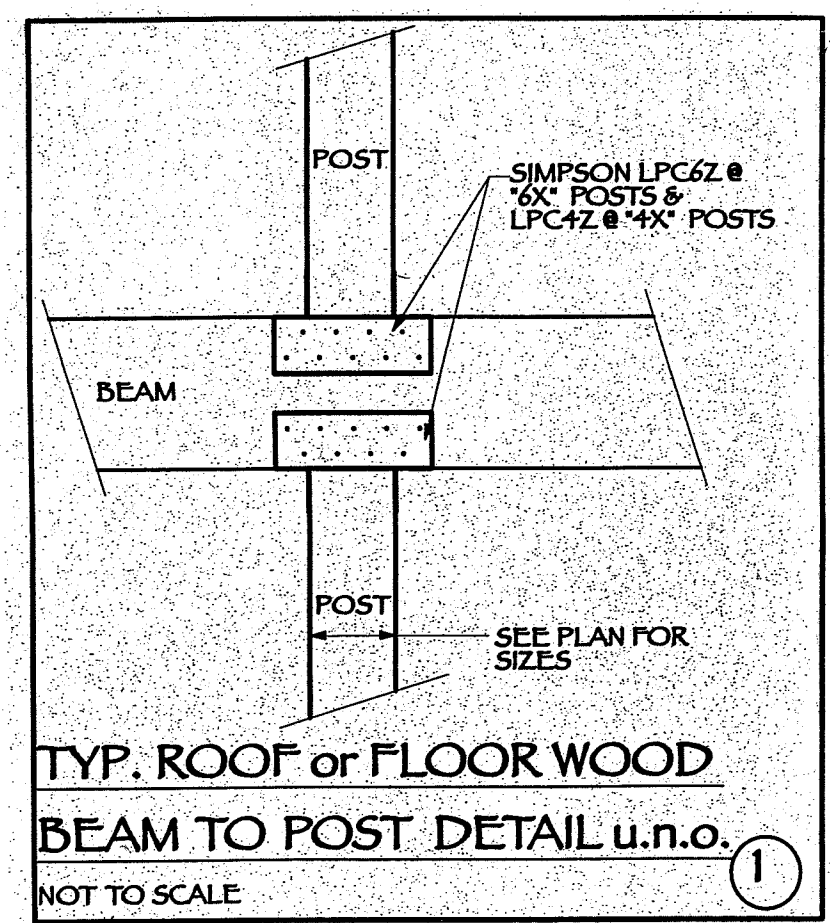 POST
SIMPSON LPC6Z @
"6X" POSTS &
LPC4Z @ "4X" POSTS
BEAM
POST
SEE PLAN FOR
SIZES
TYP. ROOF or FLOOR WOOD
BEAM TO POST DETAIL u.n.o.
1
NOT TO SCALE